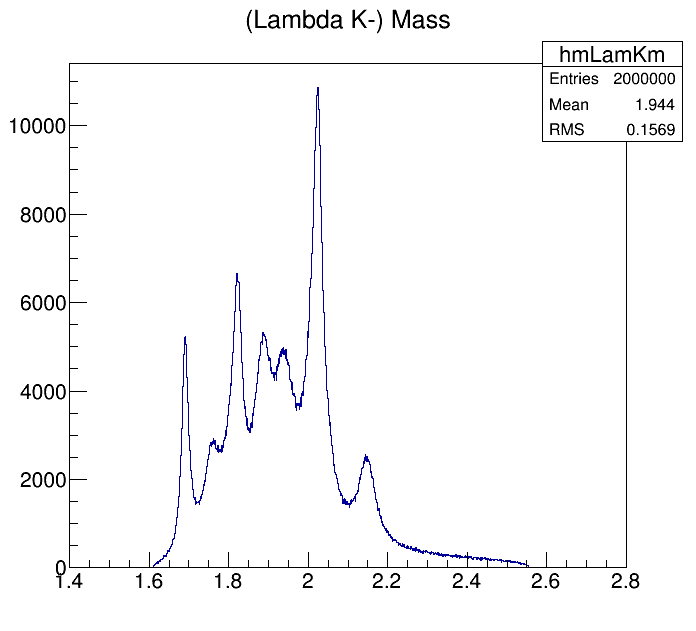 (Lambda K-) Mass
hmLamKm
Entries 2000000
Mean 1.944
RMS 0.1569
10000
8000
6000
4000
2000
0
1.4 1.6 1.8 2 2.2 2.4 2.6 2.8